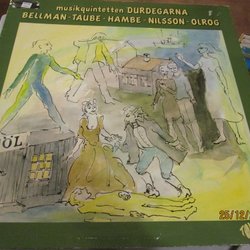 musikquintetten DURDEGARNA
BELLMAN · TAUBE · HAMBE · NILSSON · OLROG
ÖL